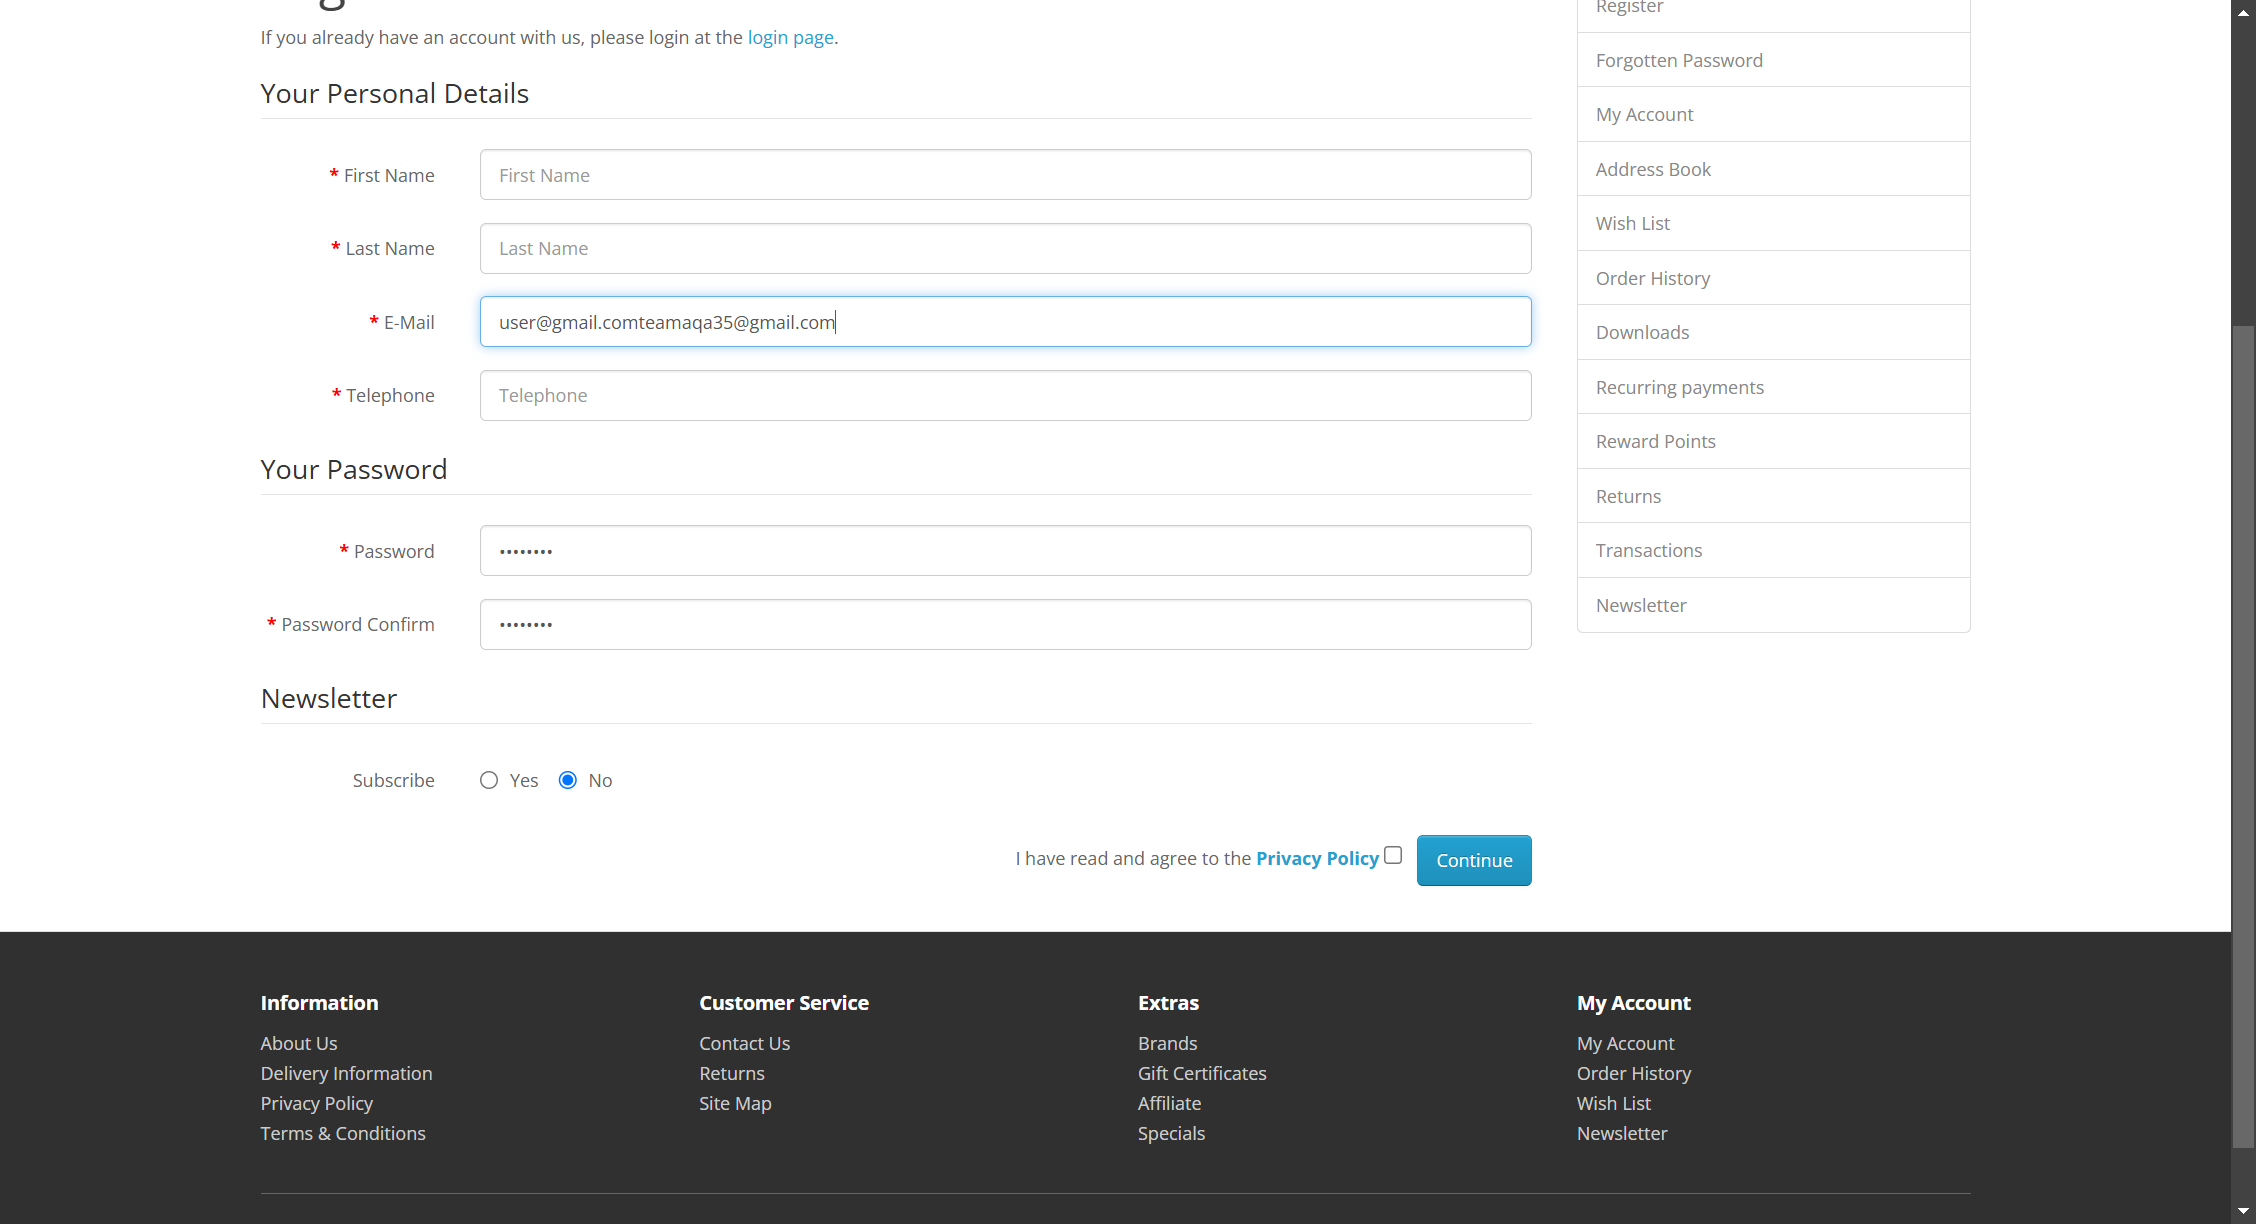 If you already have an account with us, please login at the login page.
Your Personal Details
* First Name
First Name
* Last Name
Last Name
* E-Mail
user@gmail.comteamaqa35@gmail.com
* Telephone
Telephone
Your Password
* Password
••••••••
* Password Confirm
••••••••
Newsletter
Subscribe
Yes
No
I have read and agree to the Privacy Policy
Continue
Register
Forgotten Password
My Account
Address Book
Wish List
Order History
Downloads
Recurring payments
Reward Points
Returns
Transactions
Newsletter
Information
About Us
Delivery Information
Privacy Policy
Terms & Conditions
Customer Service
Contact Us
Returns
Site Map
Extras
Brands
Gift Certificates
Affiliate
Specials
My Account
My Account
Order History
Wish List
Newsletter